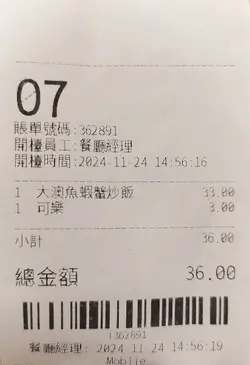 07
賬單號碼:362891
開檯員工:餐廳經理
開檯時間:2024-11-24 14:56:16
1 大澳魚蝦蟹炒飯 33.00
1 可樂 3.00
小計 36.00
總金額 36.00
1362891
餐廳經理: 2024 11 24 14:56:19
Mobile